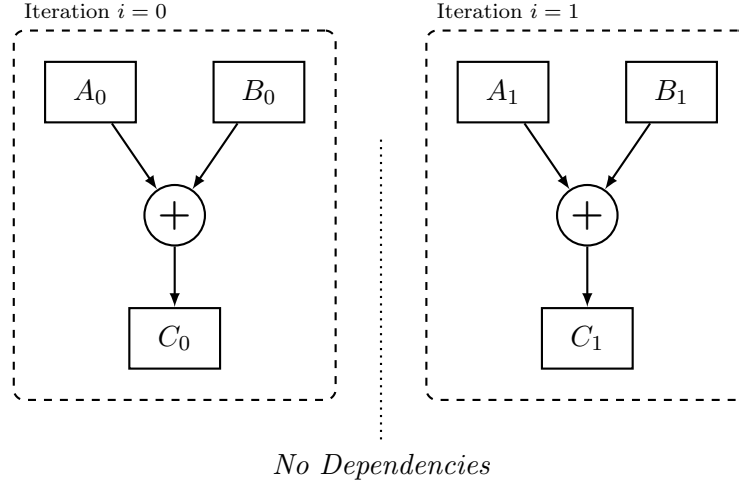 Iteration i = 0
Iteration i = 1
A₀
B₀
A₁
B₁
+
+
C₀
C₁
No Dependencies